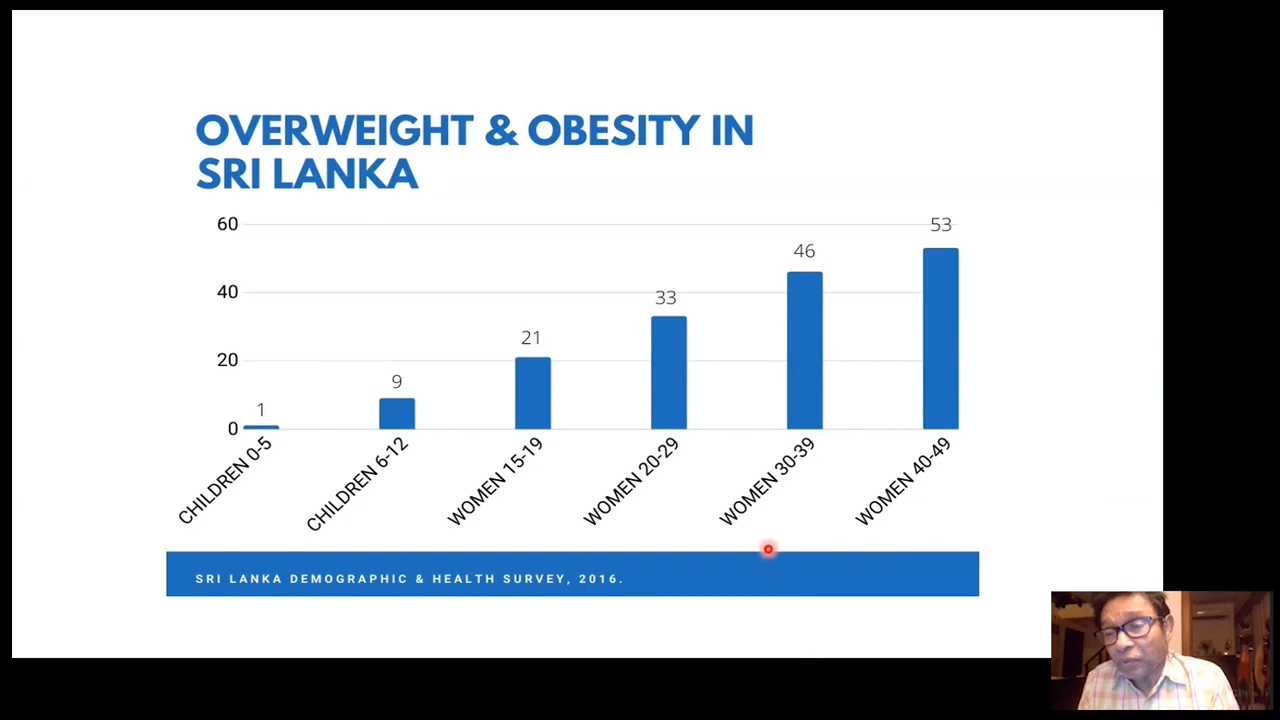 OVERWEIGHT & OBESITY IN
SRI LANKA
60
40
20
0
1
9
21
33
46
53
CHILDREN 0-5
CHILDREN 6-12
WOMEN 15-19
WOMEN 20-29
WOMEN 30-39
WOMEN 40-49
SRI LANKA DEMOGRAPHIC & HEALTH SURVEY, 2016.